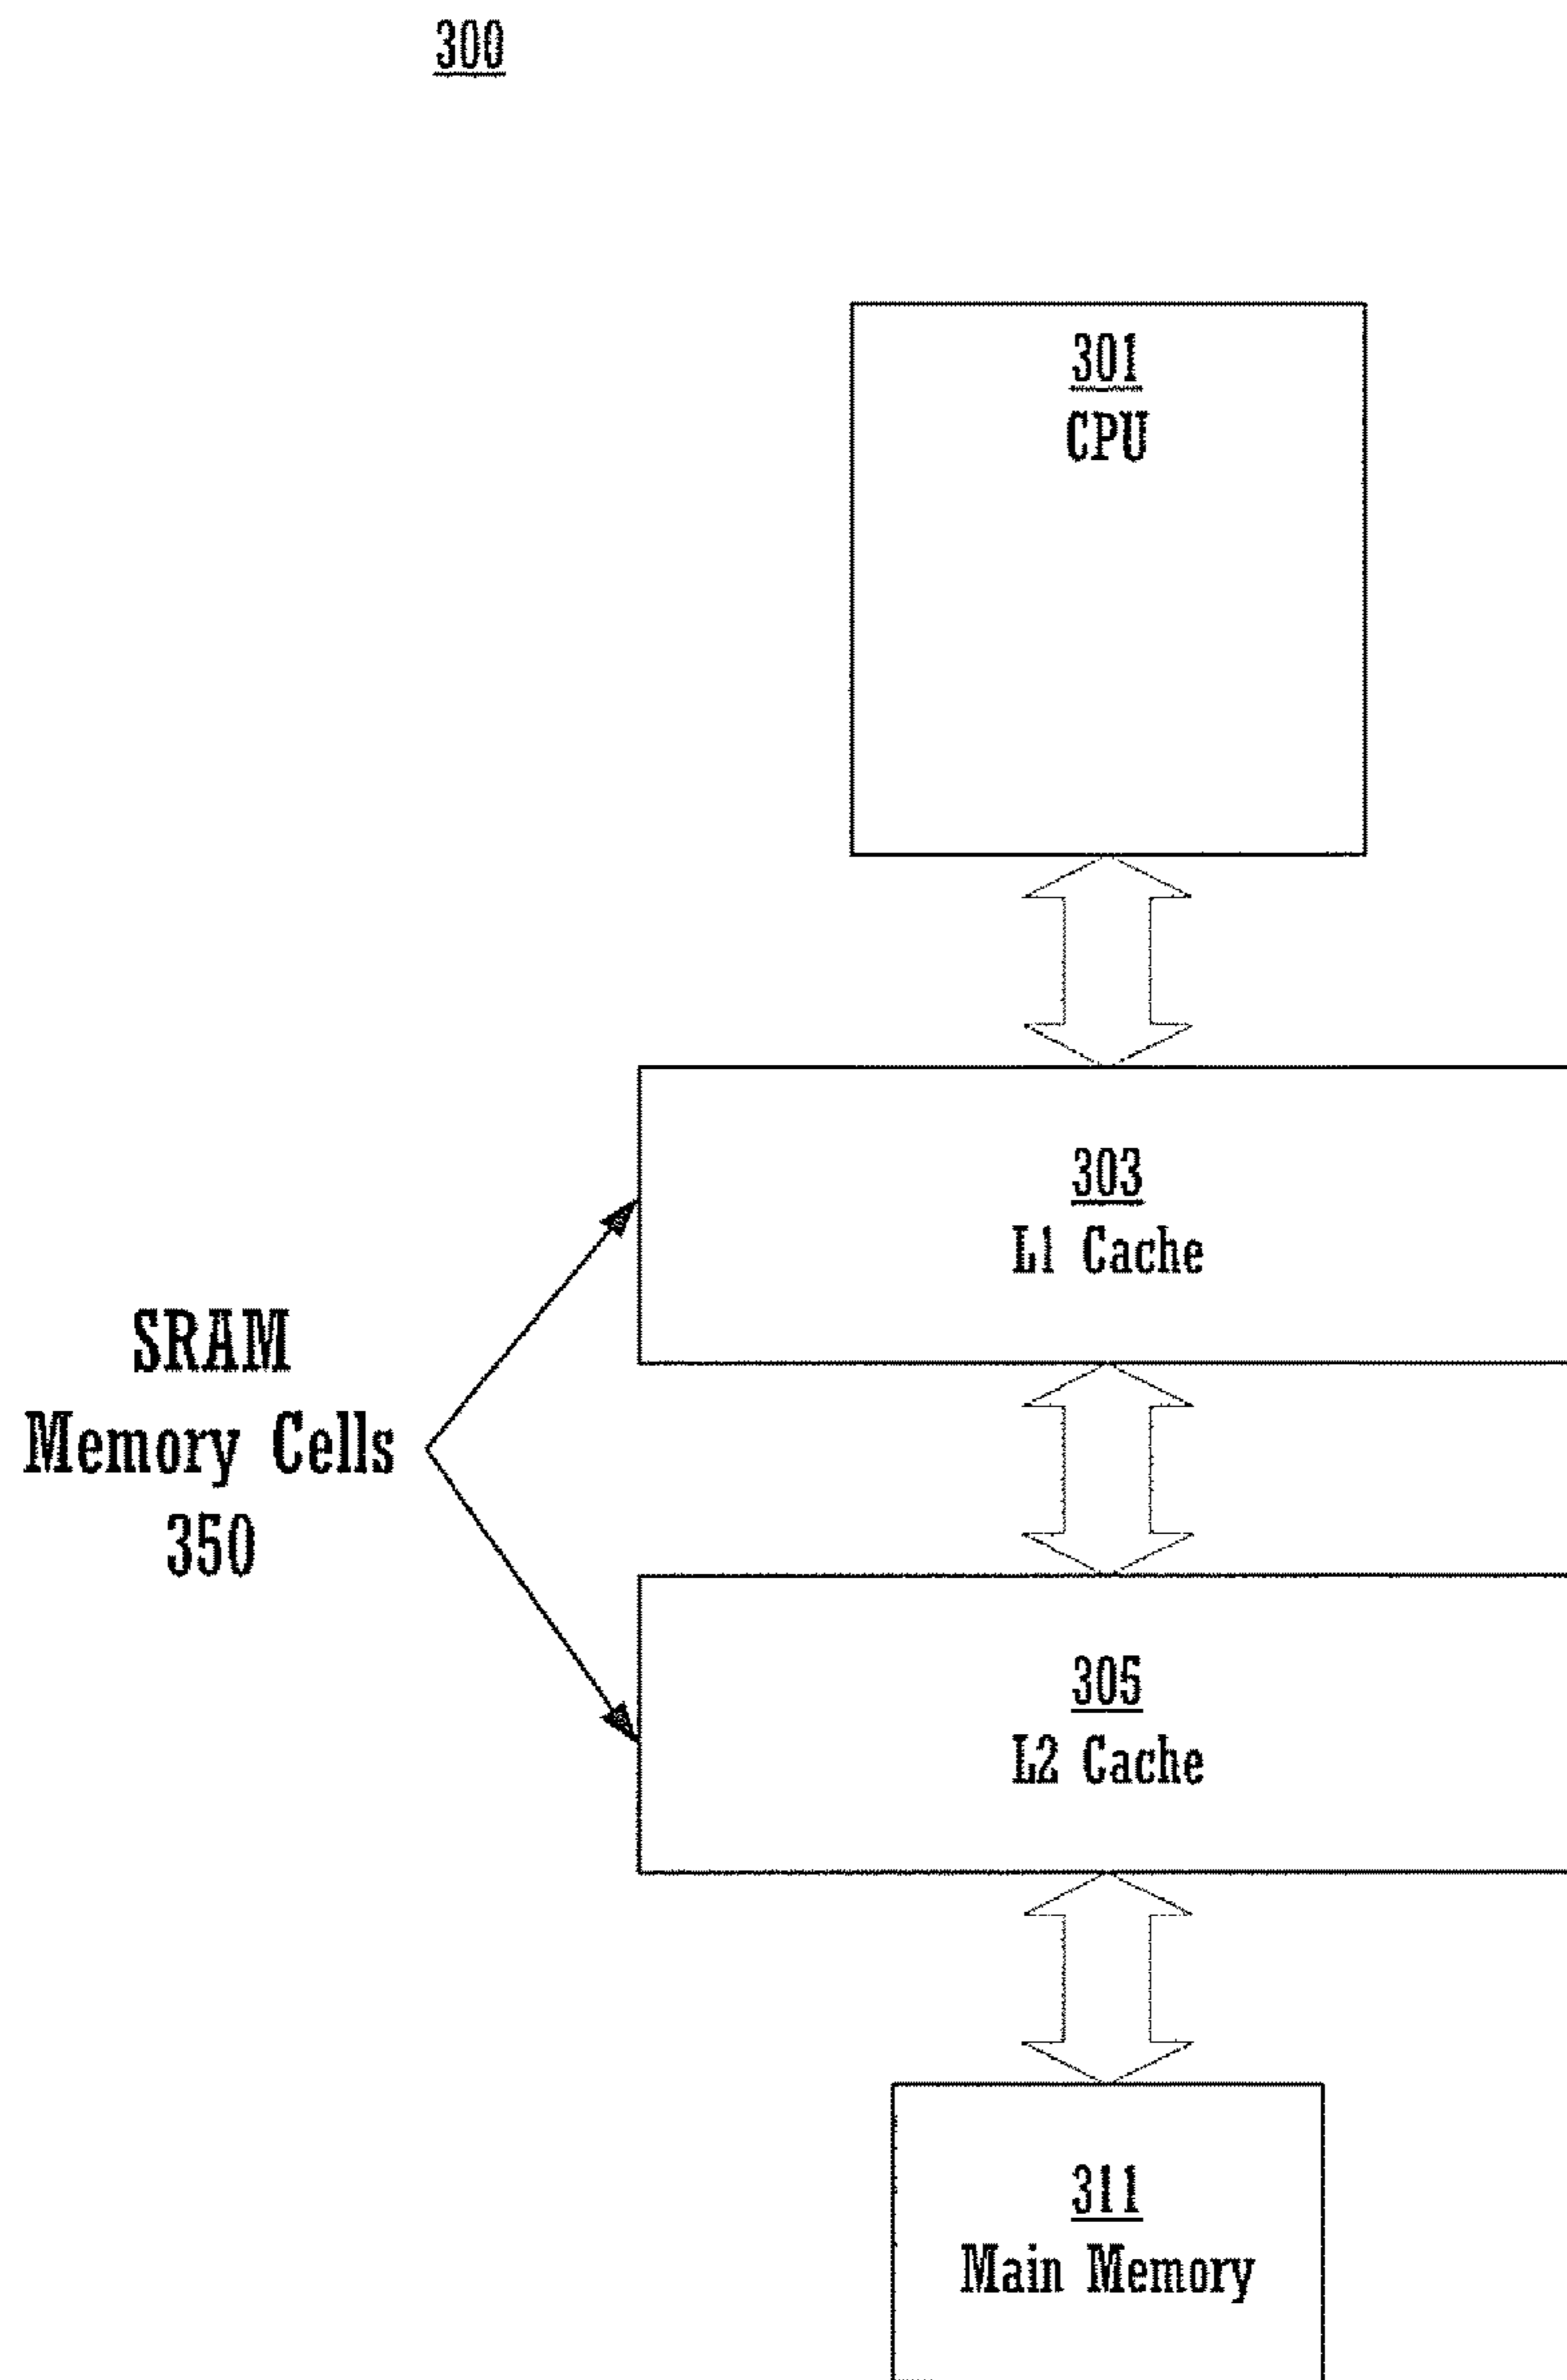 300
301
CPU
303
L1 Cache
SRAM
Memory Cells
350
305
L2 Cache
311
Main Memory